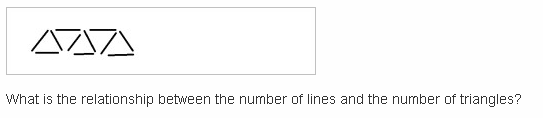 What is the relationship between the number of lines and the number of triangles?